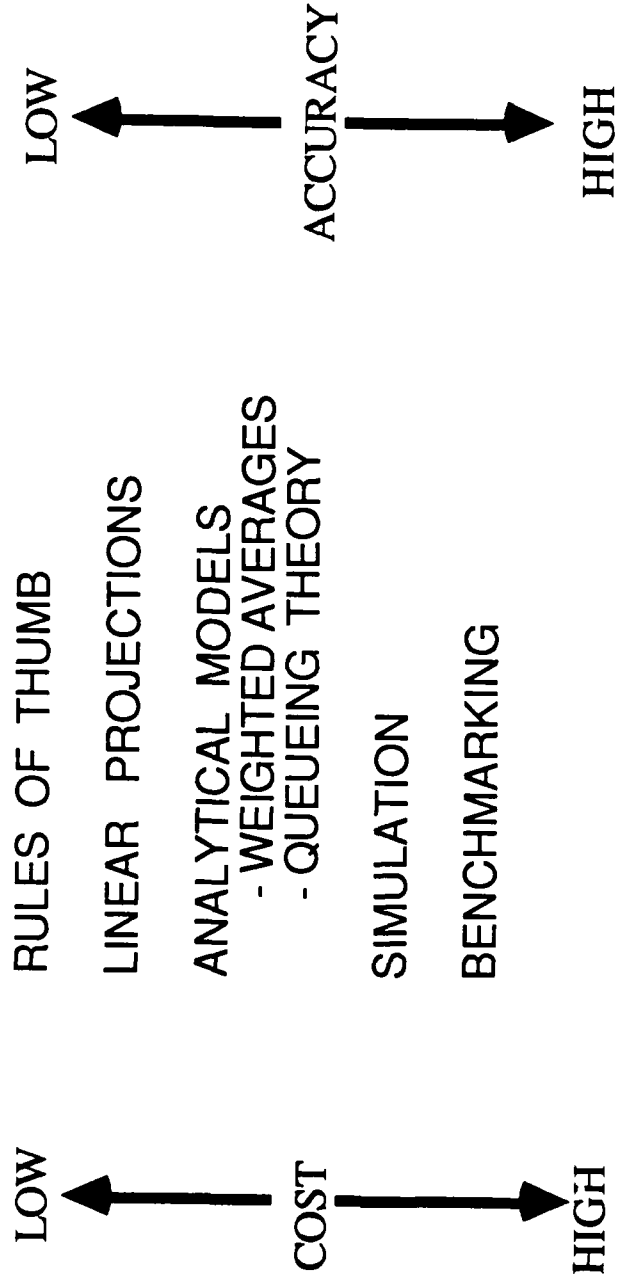 LOW
COST
HIGH
RULES OF THUMB
LINEAR PROJECTIONS
ANALYTICAL MODELS
- WEIGHTED AVERAGES
- QUEUEING THEORY
SIMULATION
BENCHMARKING
LOW
ACCURACY
HIGH